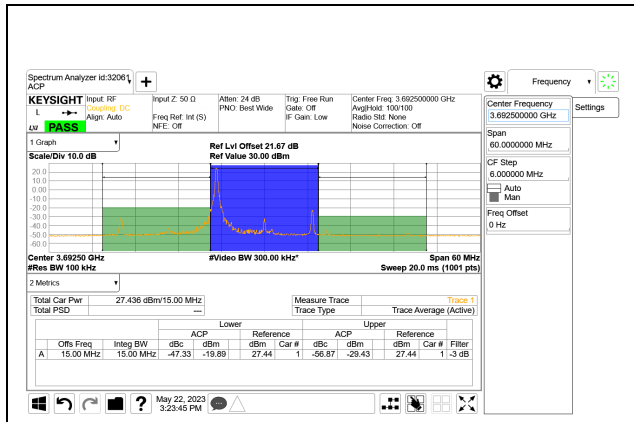 Spectrum Analyzer id:32061
ACP
Frequency
KEYSIGHT
Input: RF
Coupling: DC
Align: Auto
Input Z: 50 Ω
Freq Ref: Int (S)
NFE: Off
Atten: 24 dB
PNO: Best Wide
Trig: Free Run
Gate: Off
IF Gain: Low
Center Freq: 3.692500000 GHz
Avg|Hold: 100/100
Radio Std: None
Noise Correction: Off
L
PASS
Center Frequency
3.692500000 GHz
Settings
Span
60.0000000 MHz
CF Step
6.000000 MHz
Auto
Man
Freq Offset
0 Hz
1 Graph
Scale/Div 10.0 dB
Ref Lvl Offset 21.67 dB
Ref Value 30.00 dBm
20.0
10.0
0.00
-10.0
-20.0
-30.0
-40.0
-50.0
-60.0
Center 3.69250 GHz
#Video BW 300.00 kHz*
Span 60 MHz
#Res BW 100 kHz
Sweep 20.0 ms (1001 pts)
2 Metrics
Total Car Pwr 27.436 dBm/15.00 MHz
Total PSD ---
Measure Trace Trace 1
Trace Type Trace Average (Active)
Lower Upper
ACP Reference ACP Reference
Offs Freq Integ BW dBc dBm dBm Car # dBc dBm dBm Car # Filter
A 15.00 MHz 15.00 MHz -47.33 -19.89 27.44 1 -56.87 -29.43 27.44 1 -3 dB
May 22, 2023
3:23:45 PM